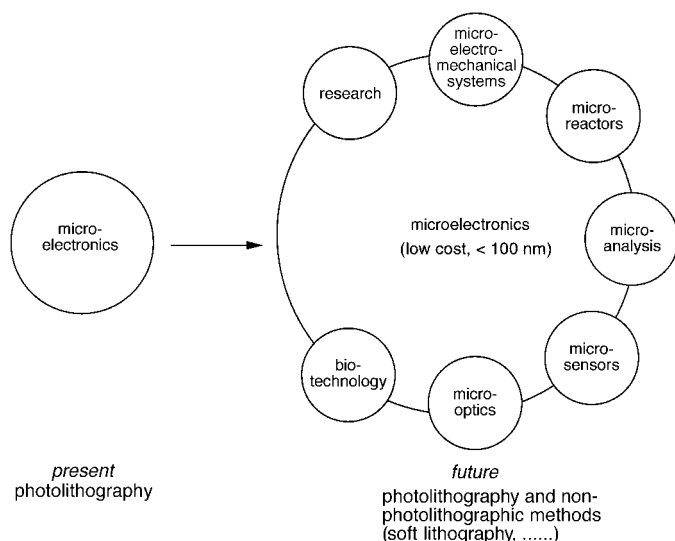 micro-
electronics
research
micro-
electro-
mechanical
systems
micro-
reactors
micro-
analysis
micro-
sensors
micro-
optics
bio-
technology
microelectronics
(low cost, < 100 nm)
present
photolithography
future
photolithography and non-
photolithographic methods
(soft lithography, ......)